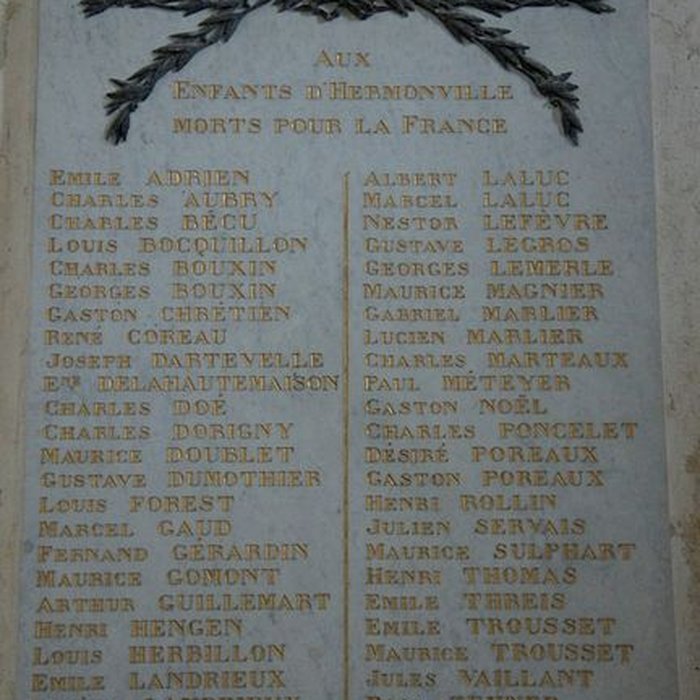 Aux
Enfants d'Hermonville
morts pour la France
Emile ADRIEN
Charles AUBRY
Charles BÉCU
Louis BOCQUILLON
Charles BOUXIN
Georges BOUXIN
Gaston CHRÉTIEN
René COREAU
Joseph DARTEVELLE
DELAHAUTEMAISON
Charles DOÉ
Charles DORIGNY
Maurice DOUBLET
Gustave DUMOTHIER
Louis FOREST
Marcel GAUD
Fernand GÉRARDIN
Maurice GOMONT
Arthur GUILLEMART
Henri HENGEN
Louis HERBILLON
Emile LANDRIEUX
Albert LALUC
Marcel LALUC
Nestor LEFÈVRE
Gustave LEGROS
Georges LEMERLE
Maurice MAGNIER
Gabriel MARLIER
Lucien MARLIER
Charles MARTEAUX
Paul MÉTEYER
Gaston NOËL
Charles PONCELET
Désiré POREAUX
Gaston POREAUX
Henri ROLLIN
Julien SERVAIS
Maurice SULPHART
Henri THOMAS
Emile THREIS
Emile TROUSSET
Maurice TROUSSET
Jules VAILLANT